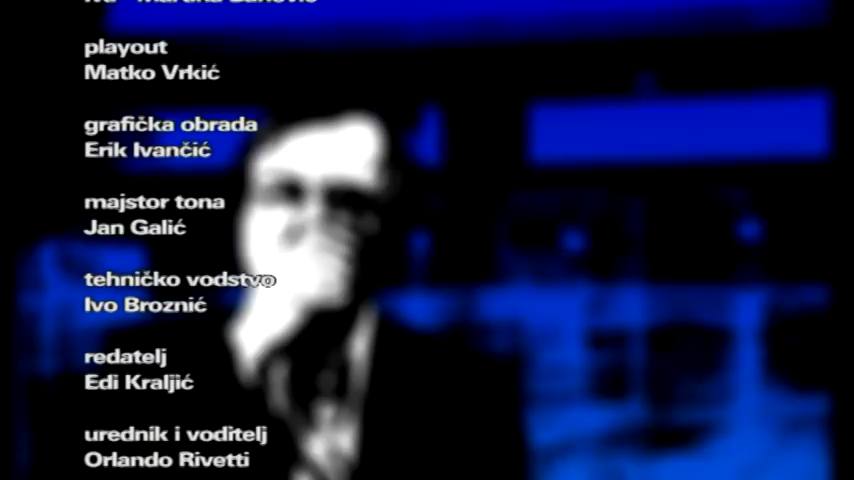 playout
Matko Vrkić
grafička obrada
Erik Ivančić
majstor tona
Jan Galić
tehničko vodstvo
Ivo Broznić
redatelj
Edi Kraljić
urednik i voditelj
Orlando Rivetti